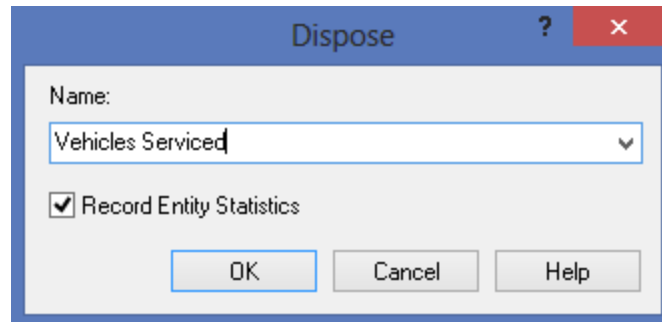 Dispose
?
Name:
Vehicles Serviced
Record Entity Statistics
OK Cancel Help